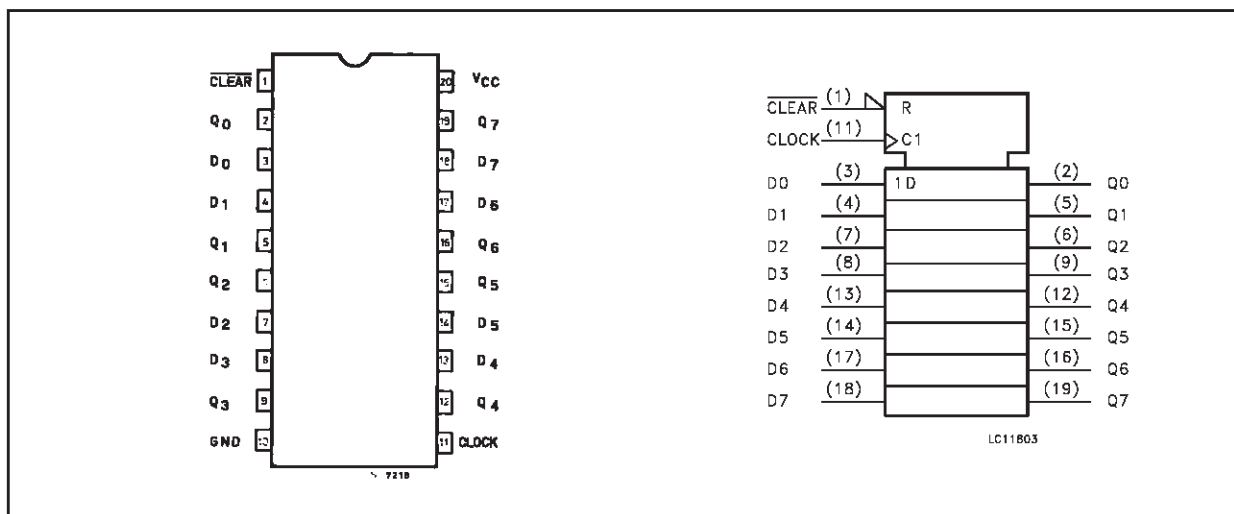 CLEAR 1 20 VCC
Q0 2 19 Q7
D0 3 18 D7
D1 4 17 D6
Q1 5 16 Q6
Q2 15 Q5
D2 7 14 D5
D3 8 13 D4
Q3 9 12 Q4
GND 10 11 CLOCK
7218
CLEAR (1) R
CLOCK (11) C1
D0 (3) 1D (2) Q0
D1 (4) (5) Q1
D2 (7) (6) Q2
D3 (8) (9) Q3
D4 (13) (12) Q4
D5 (14) (15) Q5
D6 (17) (16) Q6
D7 (18) (19) Q7
LC11803